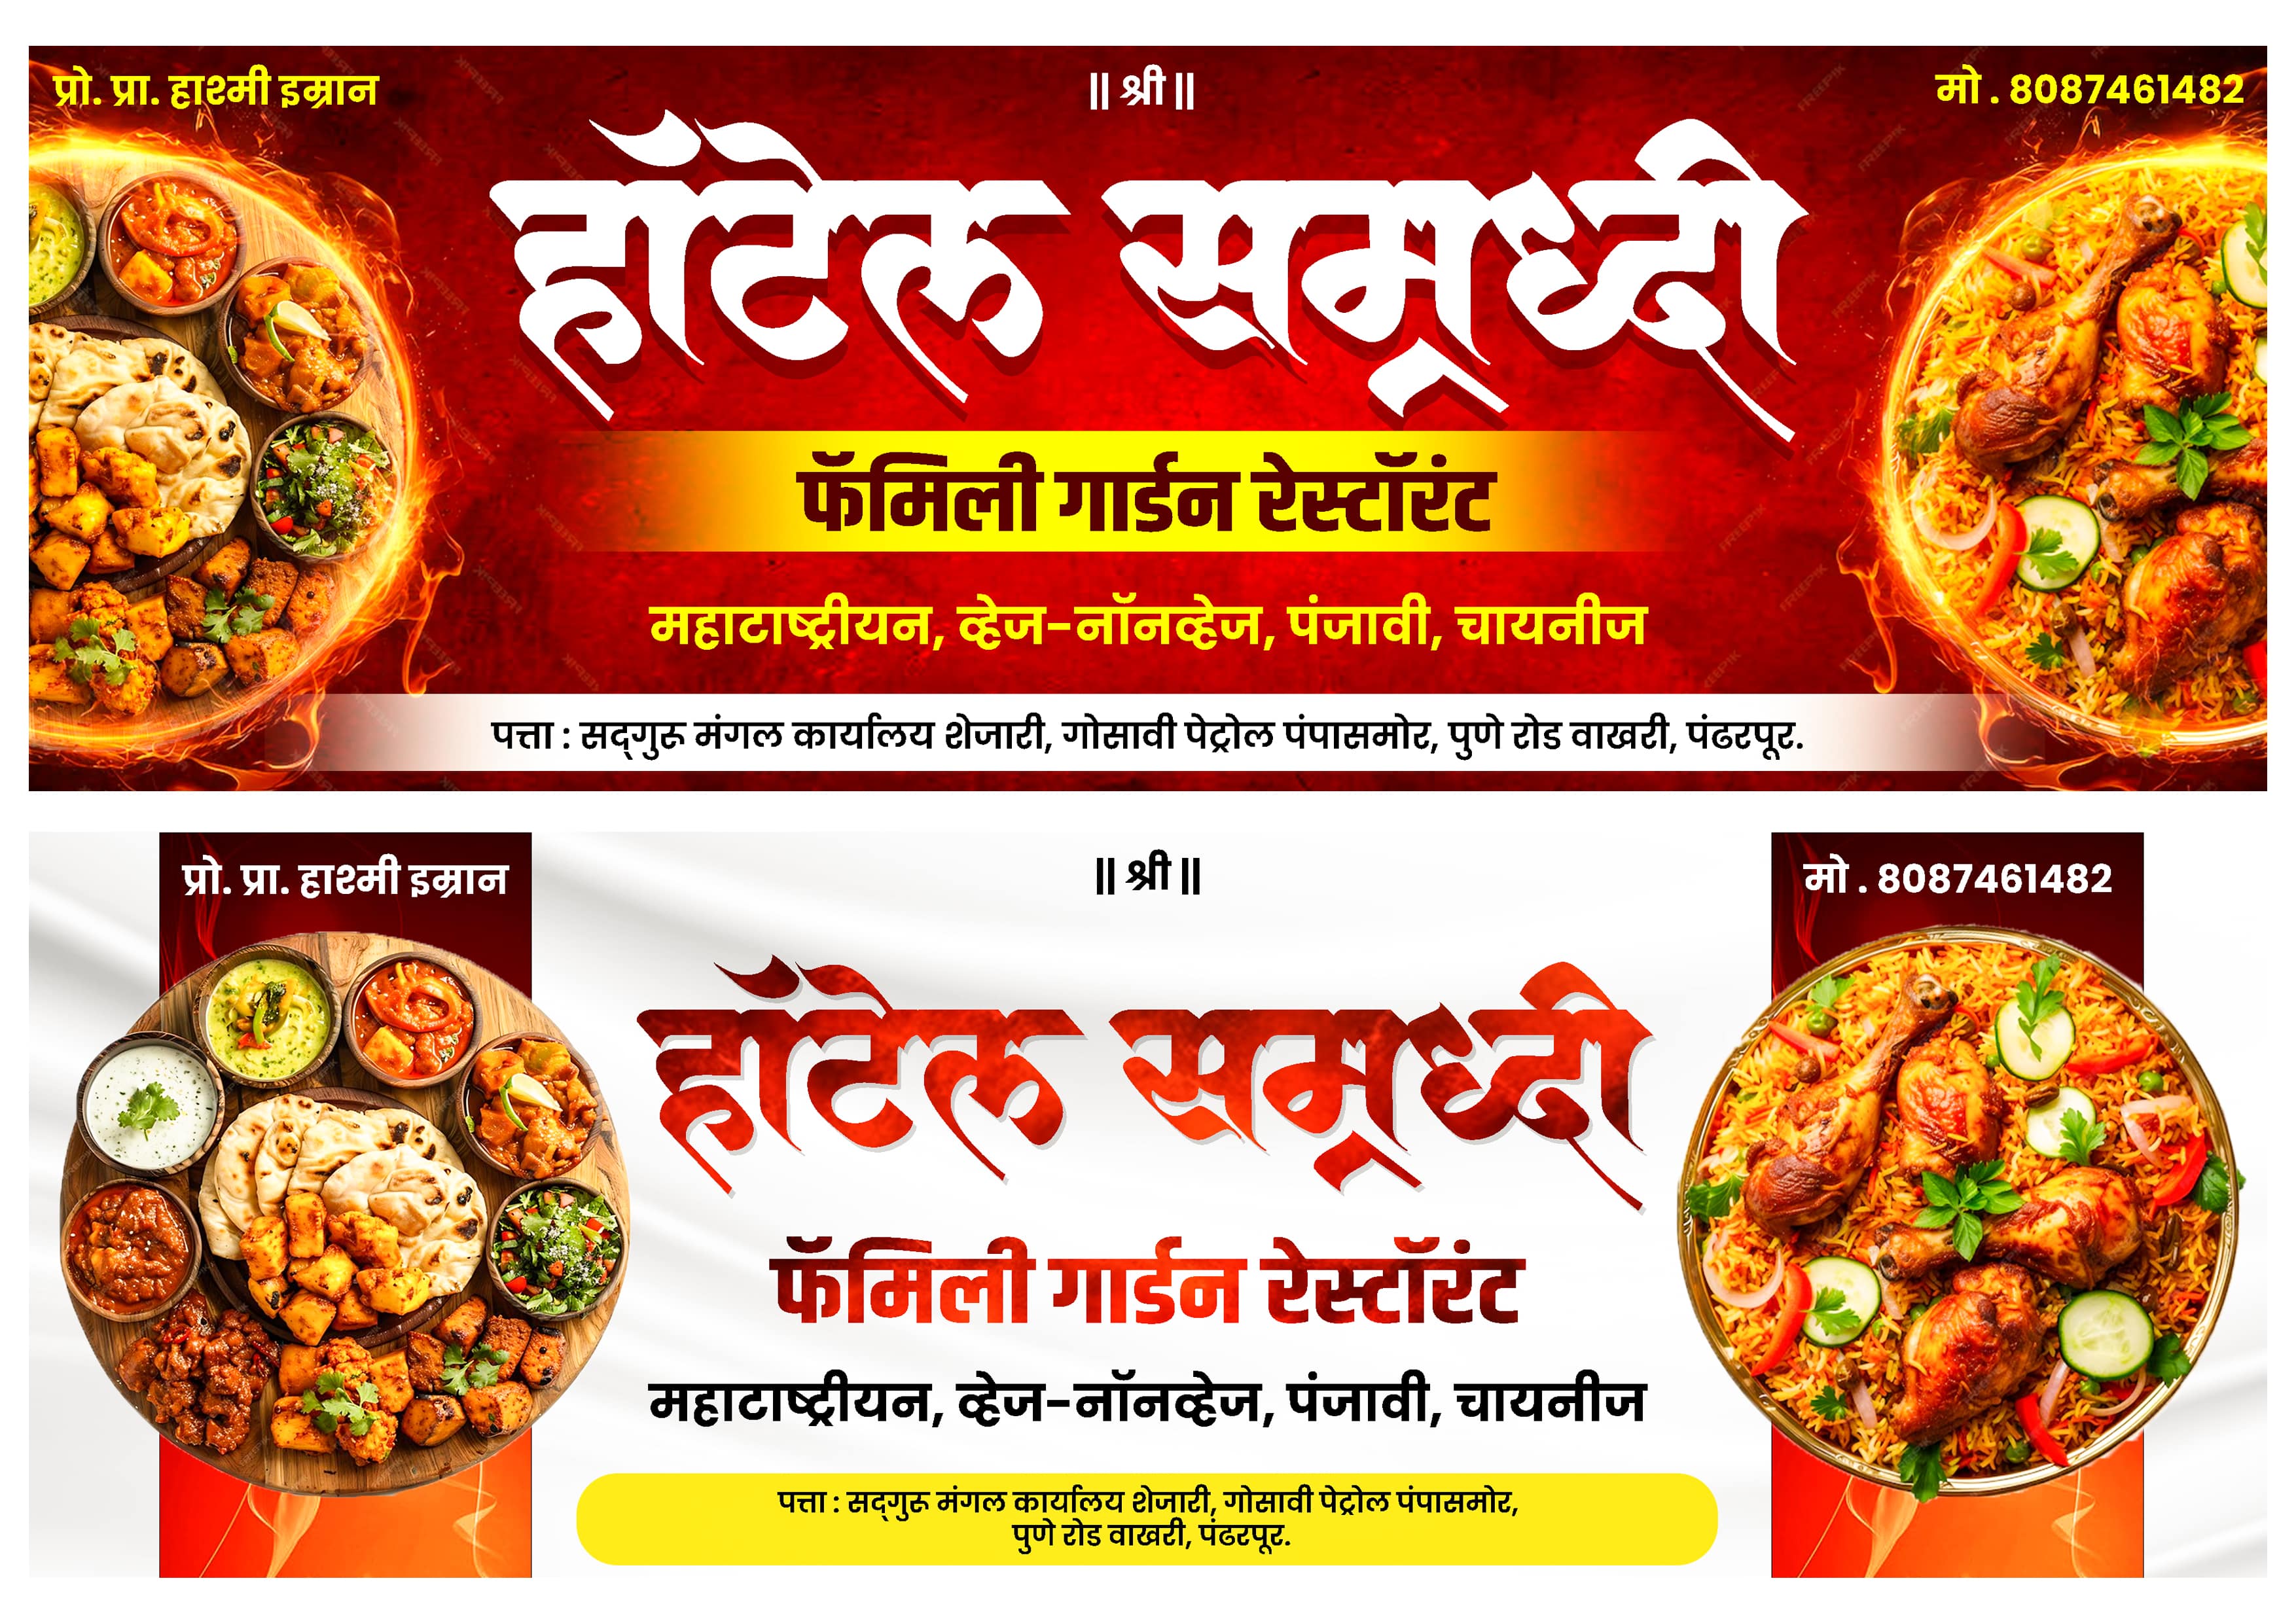 प्रो. प्रा. हाश्मी इम्रान
॥ श्री ॥
मो . 8087461482
हॉटेल समृध्दी
फॅमिली गार्डन रेस्टॉरंट
महाटाष्ट्रीयन, व्हेज-नॉनव्हेज, पंजावी, चायनीज
पत्ता : सद्‌गुरू मंगल कार्यालय शेजारी, गोसावी पेट्रोल पंपासमोर, पुणे रोड वाखरी, पंढरपूर.
प्रो. प्रा. हाश्मी इम्रान
॥ श्री ॥
मो . 8087461482
हॉटेल समृध्दी
फॅमिली गार्डन रेस्टॉरंट
महाटाष्ट्रीयन, व्हेज-नॉनव्हेज, पंजावी, चायनीज
पत्ता : सद्‌गुरू मंगल कार्यालय शेजारी, गोसावी पेट्रोल पंपासमोर,
पुणे रोड वाखरी, पंढरपूर.